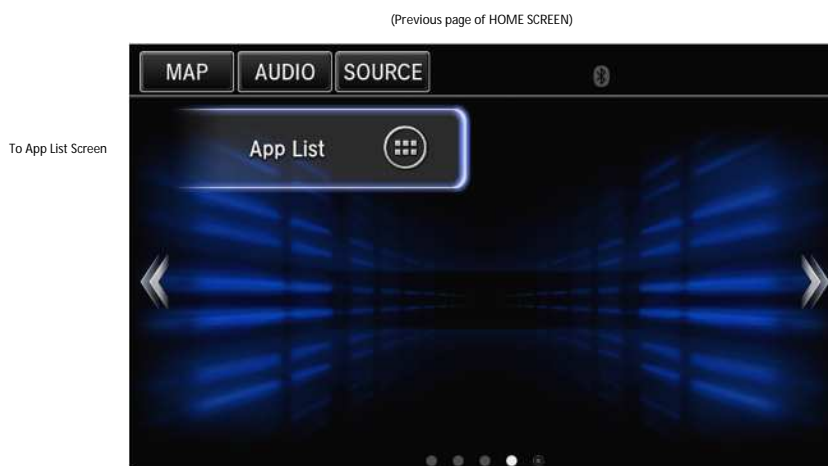 (Previous page of HOME SCREEN)
MAP AUDIO SOURCE
App List
To App List Screen